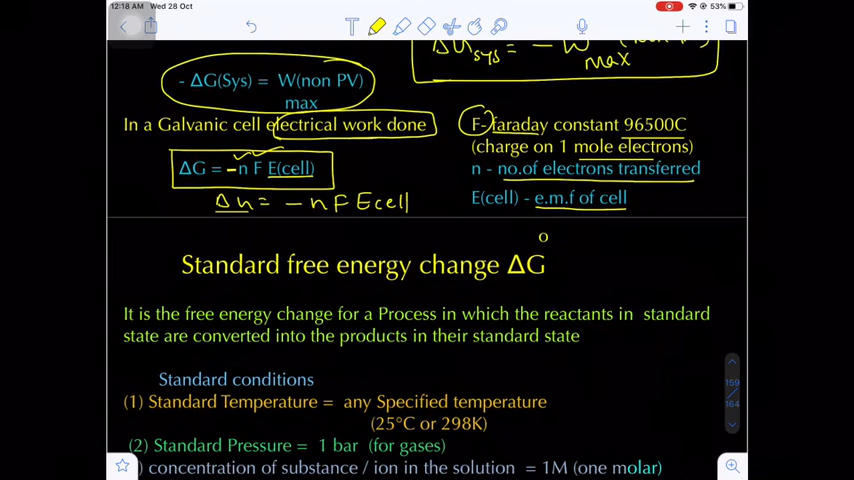 12:18 AM Wed 28 Oct
53%
ΔUsys = - W
max
- ΔG(Sys) = W(non PV)
max
In a Galvanic cell electrical work done
F- faraday constant 96500C
(charge on 1 mole electrons)
ΔG = -n F E(cell)
n - no.of electrons transferred
= - n F Ecell
E(cell) - e.m.f of cell
o
Standard free energy change ΔG
It is the free energy change for a Process in which the reactants in standard
state are converted into the products in their standard state
Standard conditions
(1) Standard Temperature = any Specified temperature
(25°C or 298K)
(2) Standard Pressure = 1 bar (for gases)
) concentration of substance / ion in the solution = 1M (one molar)
159
164